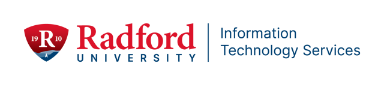 19 R 10
Radford
UNIVERSITY
Information
Technology Services